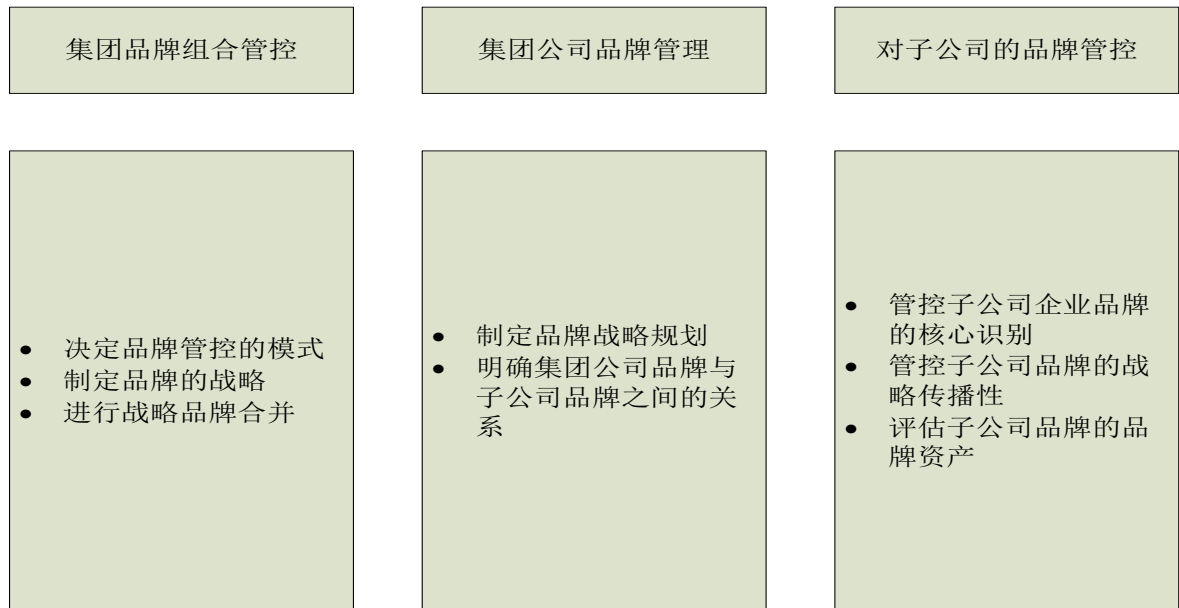 集团品牌组合管控
集团公司品牌管理
对子公司的品牌管控
• 决定品牌管控的模式
• 制定品牌的战略
• 进行战略品牌合并
• 制定品牌战略规划
• 明确集团公司品牌与
子公司品牌之间的关
系
• 管控子公司企业品牌
的核心识别
• 管控子公司品牌的战
略传播性
• 评估子公司品牌的品
牌资产